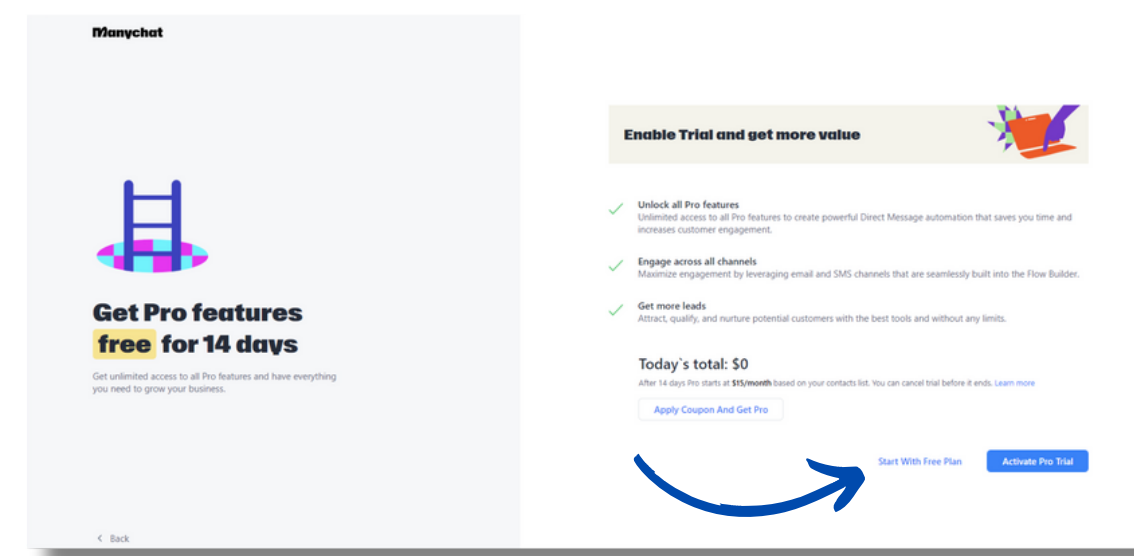 Manychat
Get Pro features
free for 14 days
Get unlimited access to all Pro features and have everything
you need to grow your business.
< Back
Enable Trial and get more value
Unlock all Pro features
Unlimited access to all Pro features to create powerful Direct Message automation that saves you time and
increases customer engagement.
Engage across all channels
Maximize engagement by leveraging email and SMS channels that are seamlessly built into the Flow Builder.
Get more leads
Attract, qualify, and nurture potential customers with the best tools and without any limits.
Today`s total: $0
After 14 days Pro starts at $15/month based on your contacts list. You can cancel trial before it ends. Learn more
Apply Coupon And Get Pro
Start With Free Plan
Activate Pro Trial